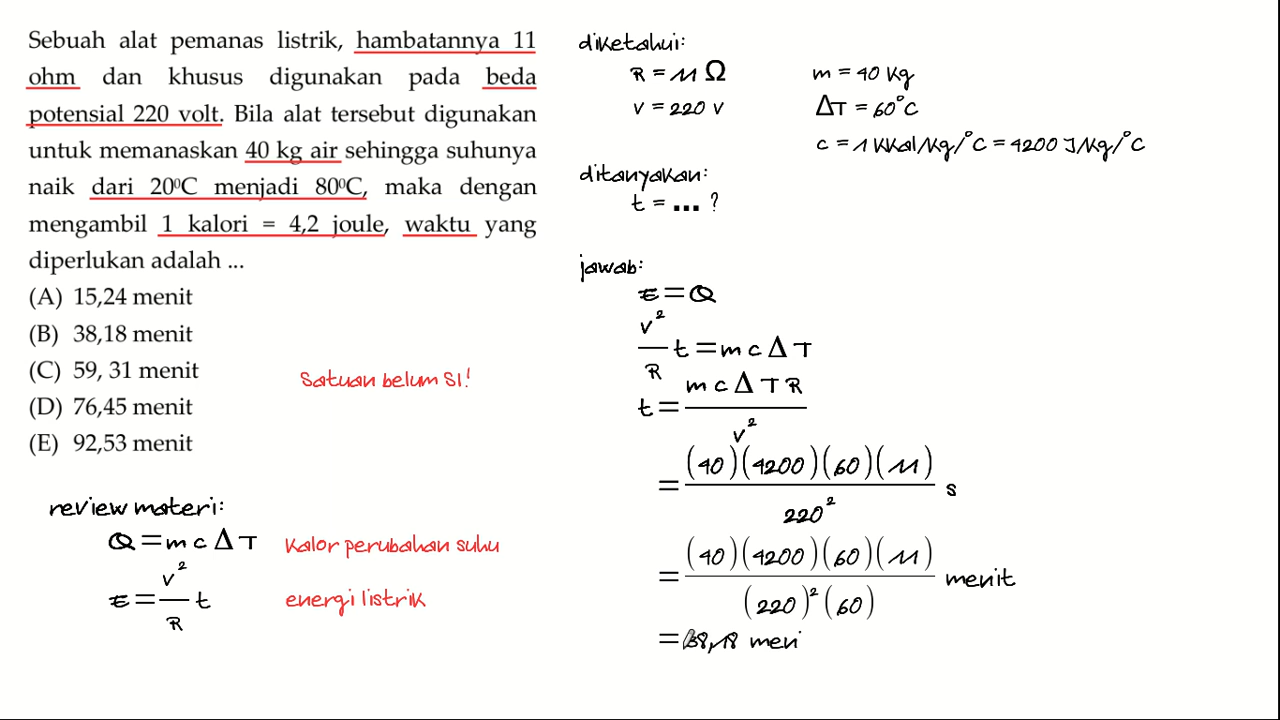 Sebuah alat pemanas listrik, hambatannya 11
ohm dan khusus digunakan pada beda
potensial 220 volt. Bila alat tersebut digunakan
untuk memanaskan 40 kg air sehingga suhunya
naik dari 20⁰C menjadi 80⁰C, maka dengan
mengambil 1 kalori = 4,2 joule, waktu yang
diperlukan adalah ...
(A) 15,24 menit
(B) 38,18 menit
(C) 59, 31 menit
(D) 76,45 menit
(E) 92,53 menit
satuan belum SI!
review materi:
Q = m c Δ T kalor perubahan suhu
E = V²/R t energi listrik
diketahui:
R = 11 Ω m = 40 kg
V = 220 V ΔT = 60°C
c = 1 kkal/kg/°C = 4200 J/kg/°C
ditanyakan:
t = ... ?
jawab:
E = Q
V²/R t = m c Δ T
t = m c Δ T R / V²
= (40)(4200)(60)(11) / 220² s
= (40)(4200)(60)(11) / (220)²(60) menit
= 38,18 meni